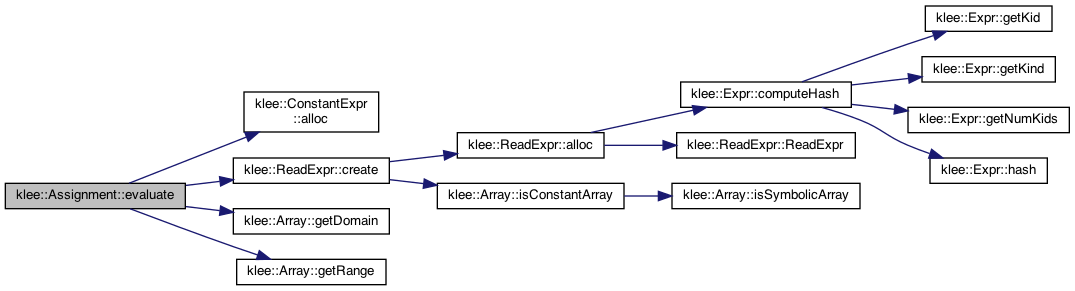 klee::Assignment::evaluate
klee::ConstantExpr
::alloc
klee::ReadExpr::create
klee::Array::getDomain
klee::Array::getRange
klee::ReadExpr::alloc
klee::Array::isConstantArray
klee::Expr::computeHash
klee::ReadExpr::ReadExpr
klee::Array::isSymbolicArray
klee::Expr::getKid
klee::Expr::getKind
klee::Expr::getNumKids
klee::Expr::hash